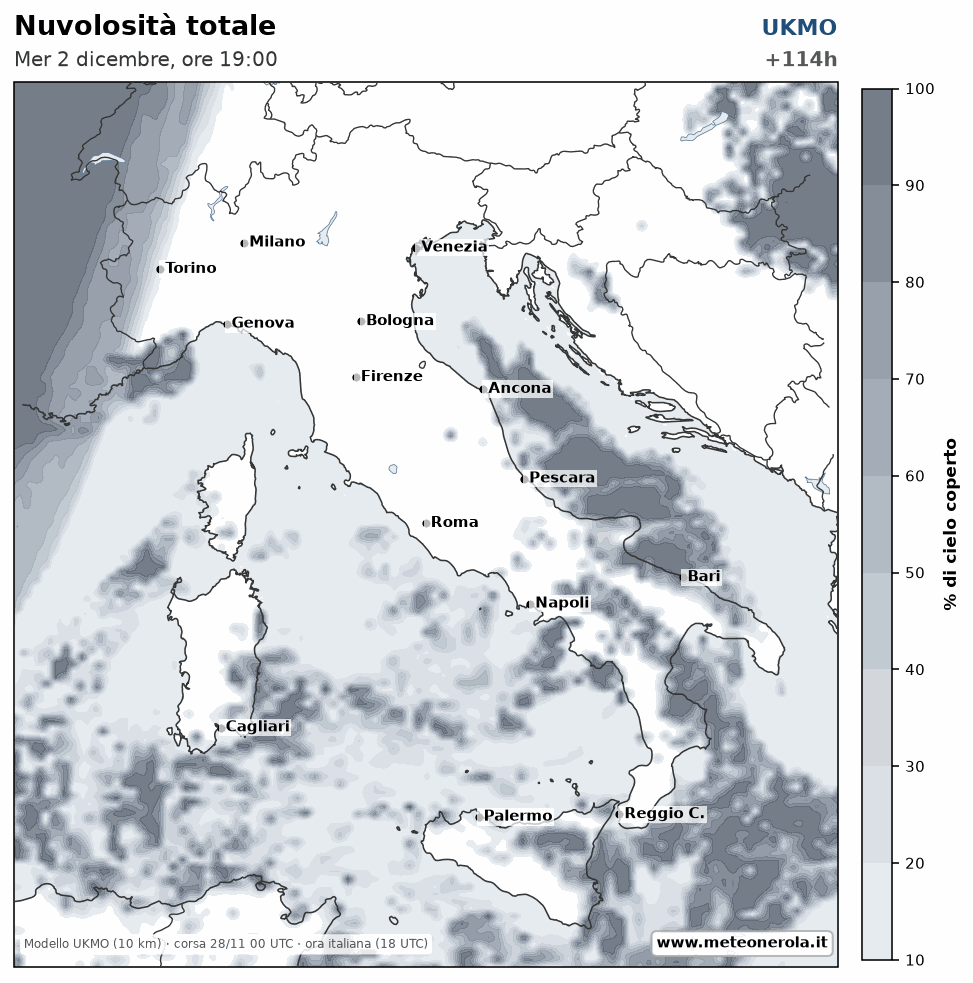 Nuvolosità totale
UKMO
Mer 2 dicembre, ore 19:00
+114h
100
90
80
70
60
50
40
30
20
10
% di cielo coperto
Milano
Venezia
Torino
Genova
Bologna
Firenze
Ancona
Pescara
Roma
Bari
Napoli
Cagliari
Palermo
Reggio C.
Modello UKMO (10 km) · corsa 28/11 00 UTC · ora italiana (18 UTC)
www.meteonerola.it